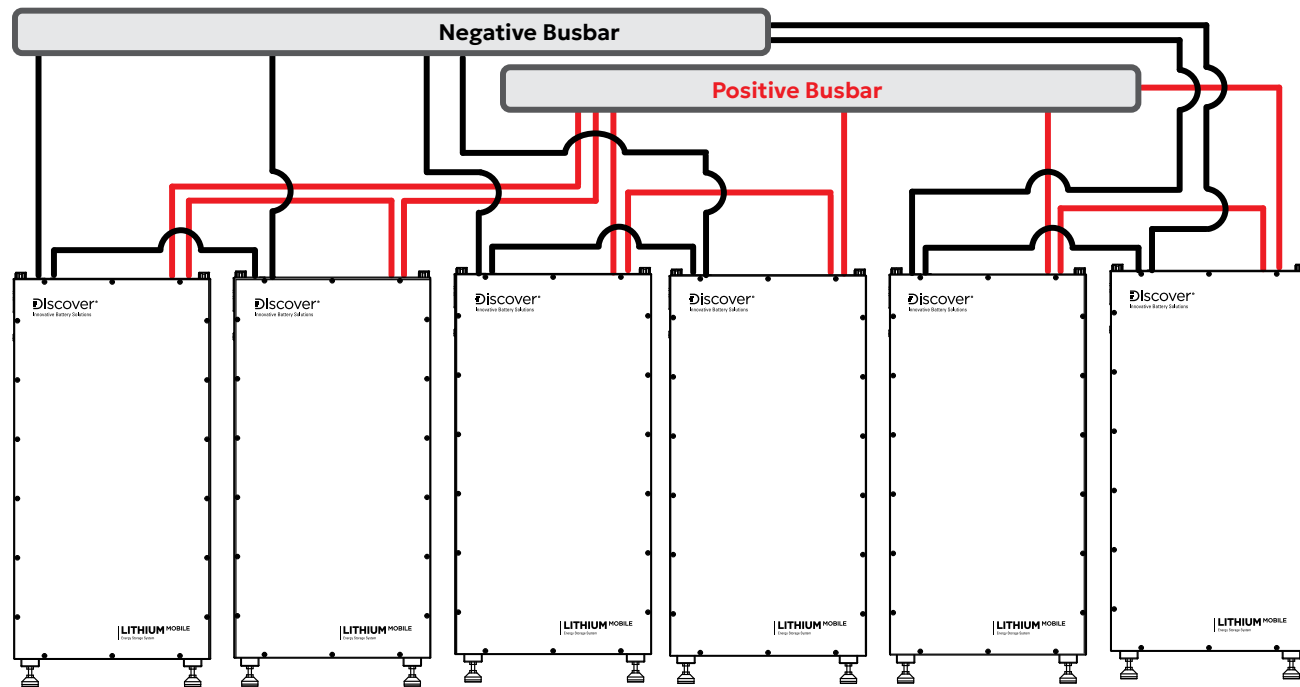 Negative Busbar
Positive Busbar
Discover®
Innovative Battery Solutions
Discover®
Innovative Battery Solutions
Discover®
Innovative Battery Solutions
Discover®
Innovative Battery Solutions
Discover®
Innovative Battery Solutions
Discover®
Innovative Battery Solutions
LITHIUM MOBILE
Energy Storage System
LITHIUM MOBILE
Energy Storage System
LITHIUM MOBILE
Energy Storage System
LITHIUM MOBILE
Energy Storage System
LITHIUM MOBILE
Energy Storage System
LITHIUM MOBILE
Energy Storage System